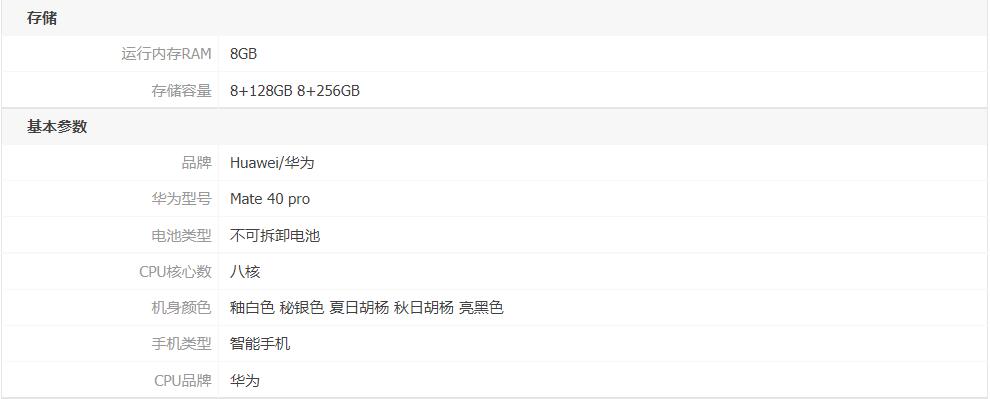 存储
运行内存RAM 8GB
存储容量 8+128GB 8+256GB
基本参数
品牌 Huawei/华为
华为型号 Mate 40 pro
电池类型 不可拆卸电池
CPU核心数 八核
机身颜色 釉白色 秘银色 夏日胡杨 秋日胡杨 亮黑色
手机类型 智能手机
CPU品牌 华为